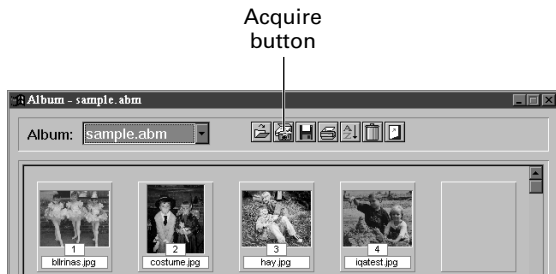 Acquire
button
Album - sample.abm
Album: sample.abm
1 2 3 4
bllrinas.jpg costume.jpg hay.jpg iqatest.jpg